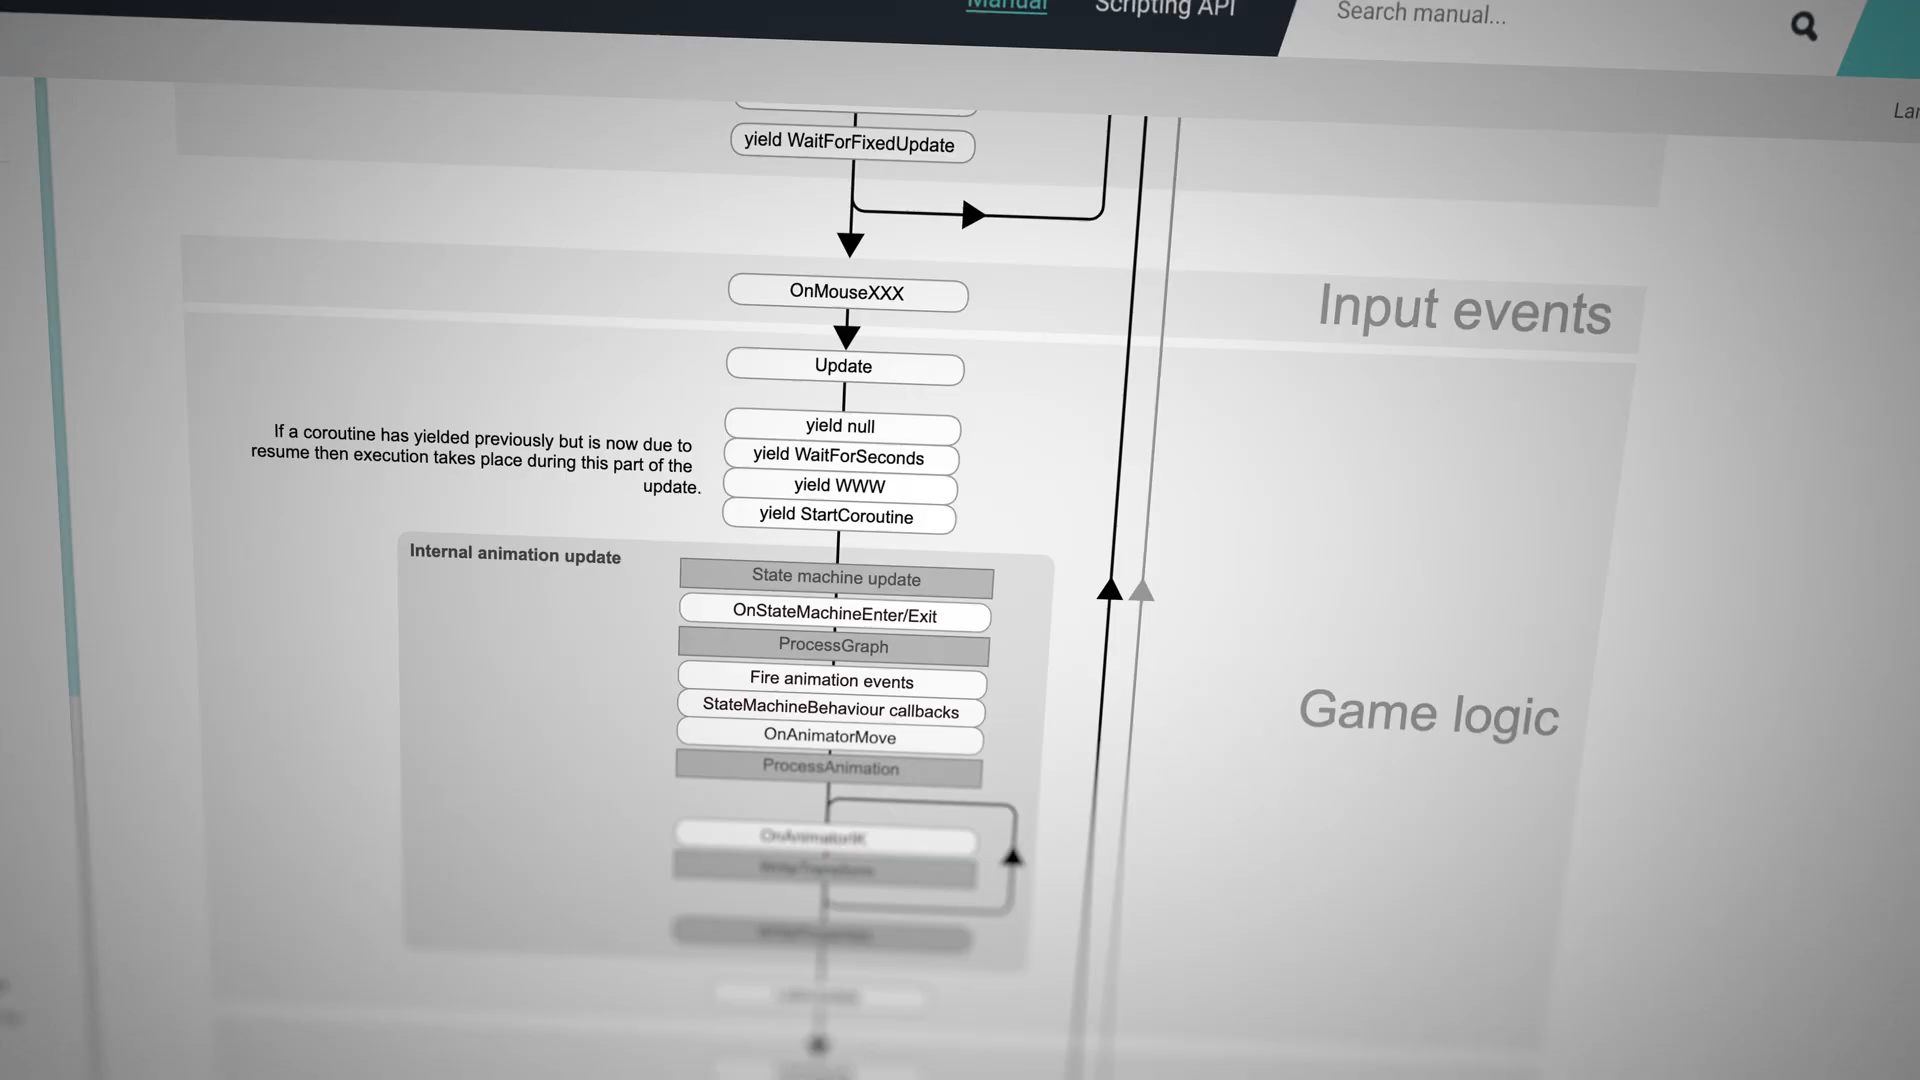 Manual
Scripting API
Search manual...
yield WaitForFixedUpdate
OnMouseXXX
Input events
Update
yield null
If a coroutine has yielded previously but is now due to
resume then execution takes place during this part of the
update.
yield WaitForSeconds
yield WWW
yield StartCoroutine
Internal animation update
State machine update
OnStateMachineEnter/Exit
ProcessGraph
Fire animation events
StateMachineBehaviour callbacks
Game logic
OnAnimatorMove
ProcessAnimation
OnAnimatorIK